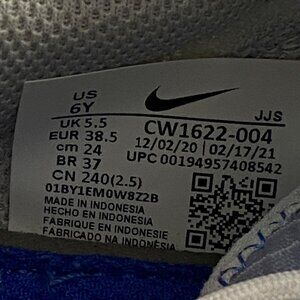 US
6Y
UK 5.5
EUR 38.5
cm 24
BR 37
CN 240(2.5)
01BY1EM0W8Z2B
MADE IN INDONESIA
HECHO EN INDONESIA
FABRIQUE EN INDONESIE
FABRICADO NA INDONÉSIA
JJS
CW1622-004
12/02/20 | 02/17/21
UPC 00194957408542